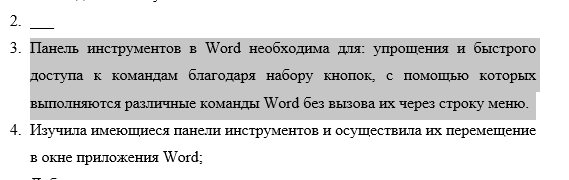 2. ___
3. Панель инструментов в Word необходима для: упрощения и быстрого
доступа к командам благодаря набору кнопок, с помощью которых
выполняются различные команды Word без вызова их через строку меню.
4. Изучила имеющиеся панели инструментов и осуществила их перемещение
в окне приложения Word;